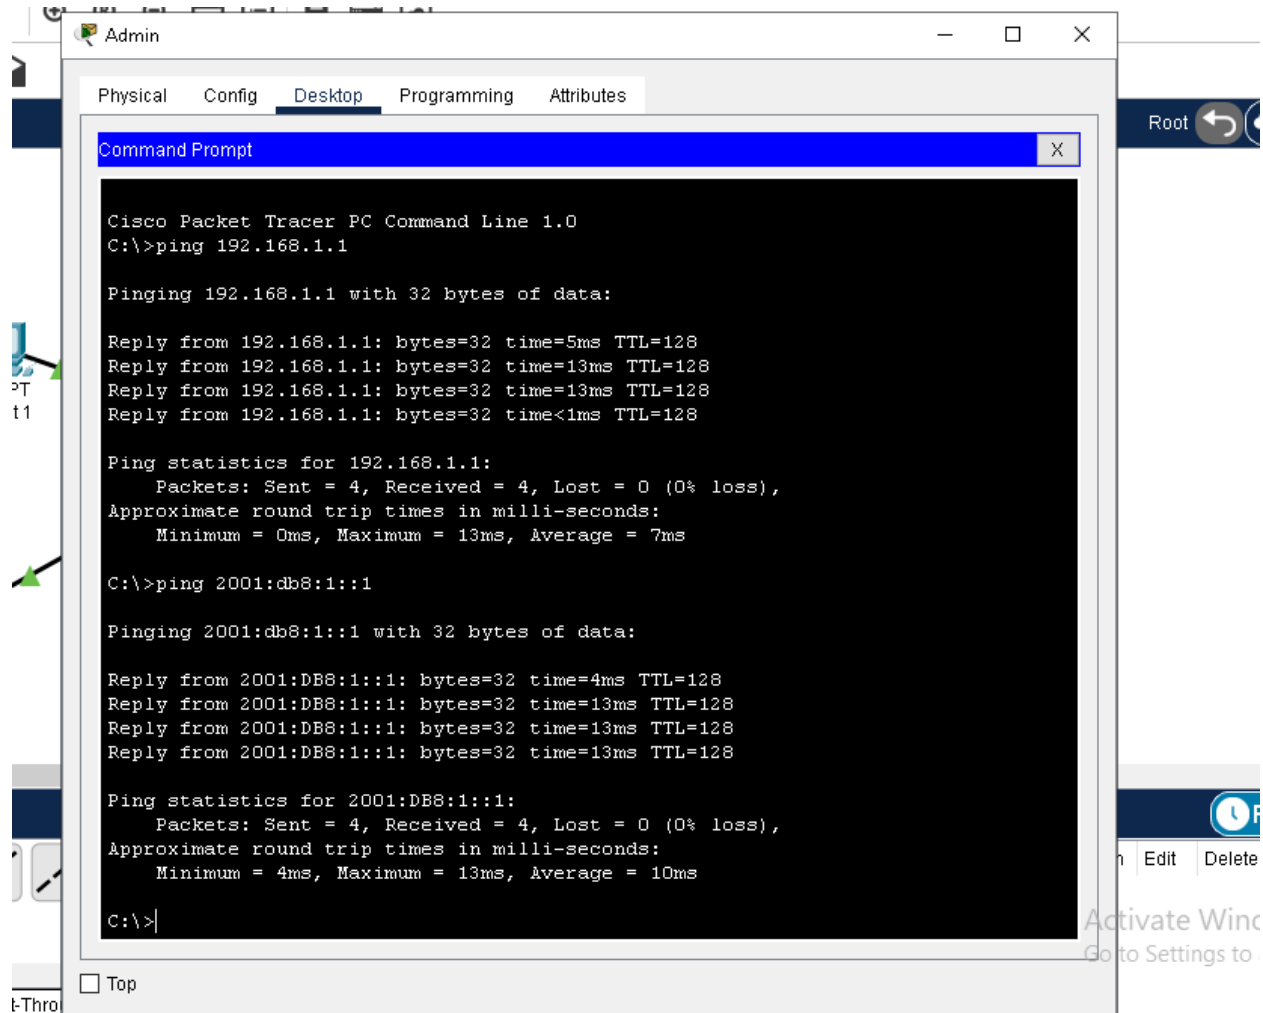 Admin
Physical Config Desktop Programming Attributes
Root
Command Prompt
X
Cisco Packet Tracer PC Command Line 1.0
C:\>ping 192.168.1.1
Pinging 192.168.1.1 with 32 bytes of data:
Reply from 192.168.1.1: bytes=32 time=5ms TTL=128
Reply from 192.168.1.1: bytes=32 time=13ms TTL=128
Reply from 192.168.1.1: bytes=32 time=13ms TTL=128
Reply from 192.168.1.1: bytes=32 time<1ms TTL=128
Ping statistics for 192.168.1.1:
Packets: Sent = 4, Received = 4, Lost = 0 (0% loss),
Approximate round trip times in milli-seconds:
Minimum = 0ms, Maximum = 13ms, Average = 7ms
C:\>ping 2001:db8:1::1
Pinging 2001:db8:1::1 with 32 bytes of data:
Reply from 2001:DB8:1::1: bytes=32 time=4ms TTL=128
Reply from 2001:DB8:1::1: bytes=32 time=13ms TTL=128
Reply from 2001:DB8:1::1: bytes=32 time=13ms TTL=128
Reply from 2001:DB8:1::1: bytes=32 time=13ms TTL=128
Ping statistics for 2001:DB8:1::1:
Packets: Sent = 4, Received = 4, Lost = 0 (0% loss),
Approximate round trip times in milli-seconds:
Minimum = 4ms, Maximum = 13ms, Average = 10ms
C:\>
PT
t 1
Edit Delete
Activate Wind
Go to Settings to
Top
t-Thro